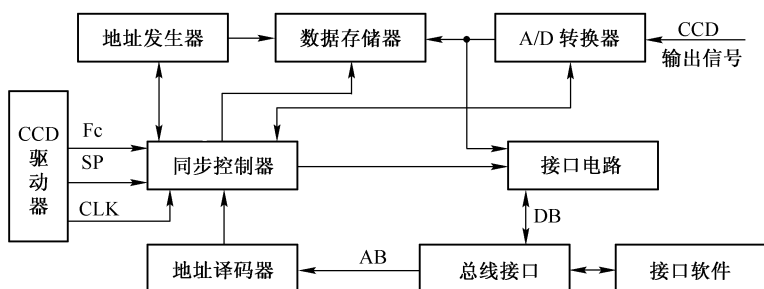 地址发生器
数据存储器
A/D 转换器
CCD
输出信号
CCD
驱
动
器
Fc
SP
CLK
同步控制器
接口电路
DB
地址译码器
AB
总线接口
接口软件